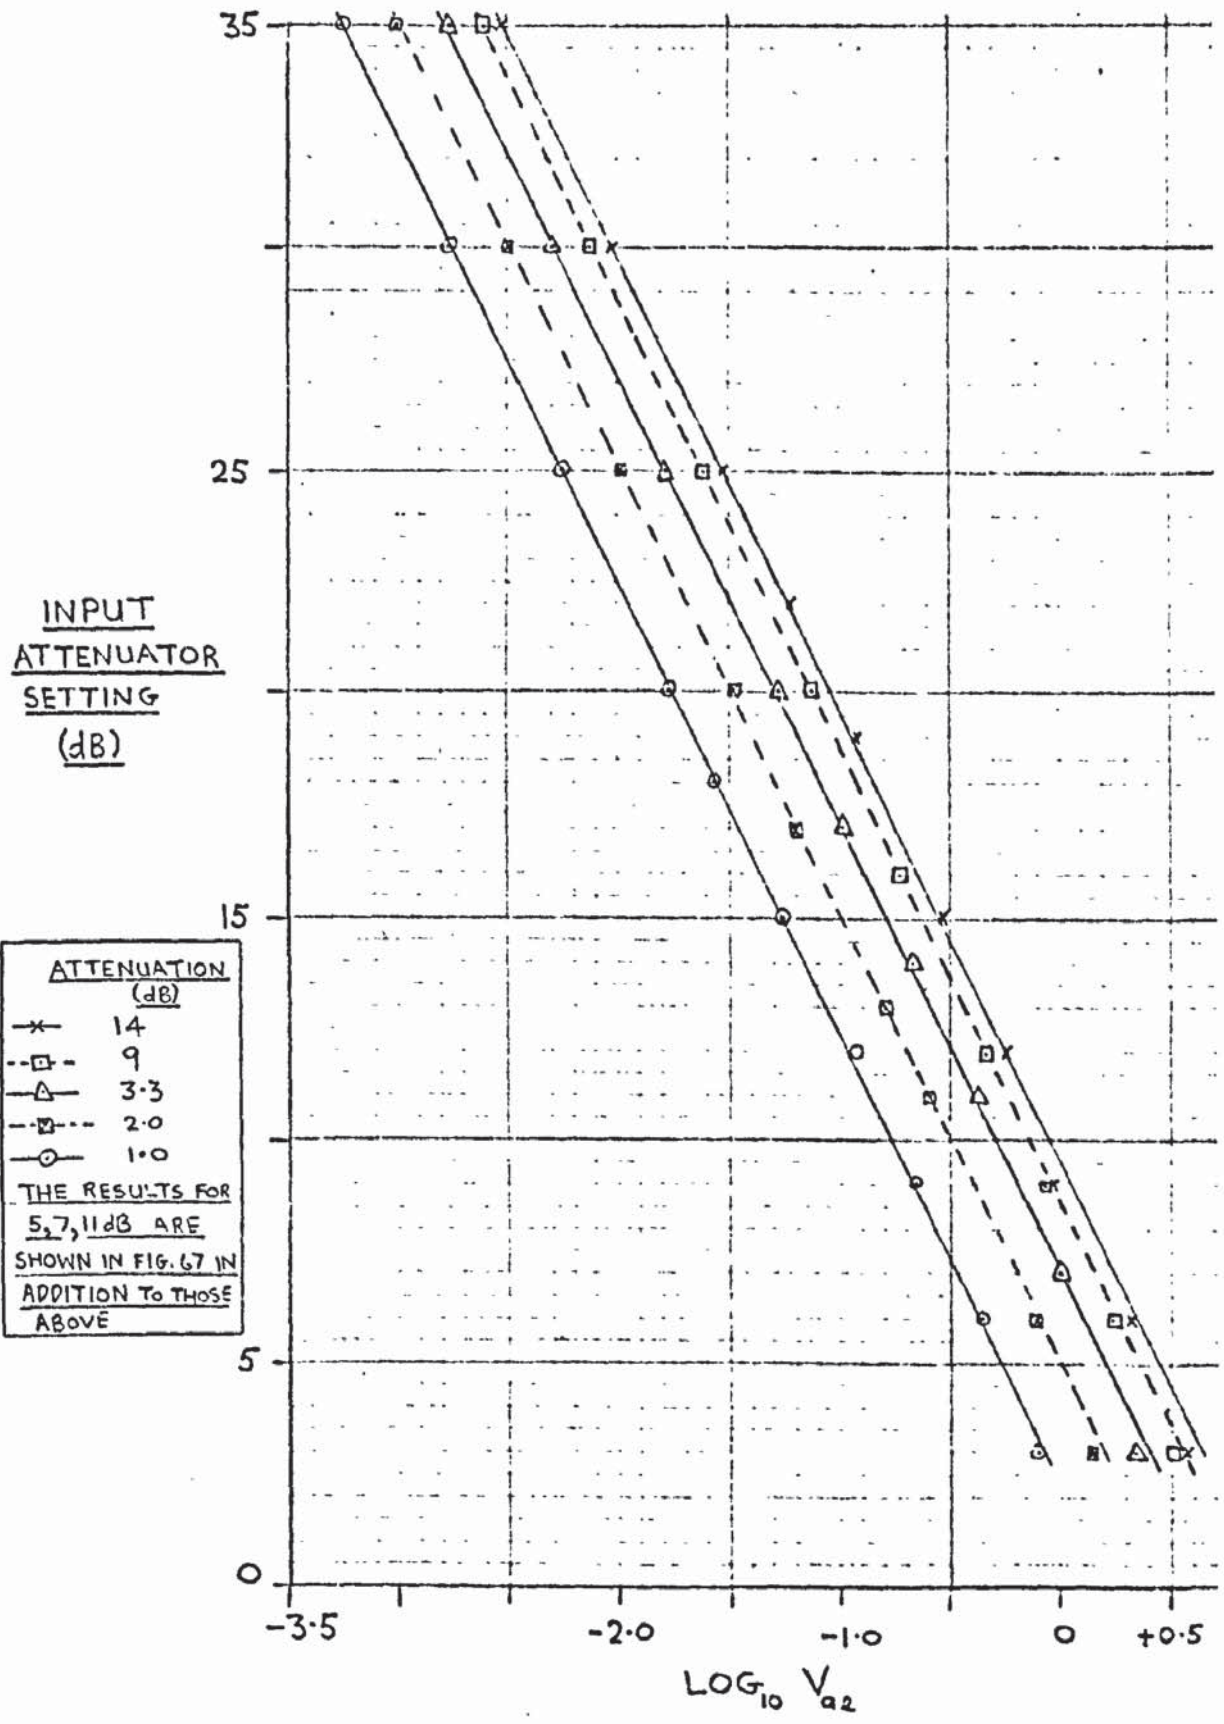 35
25
INPUT
ATTENUATOR
SETTING
(dB)
15
ATTENUATION
(dB)
14
9
3.3
2.0
1.0
THE RESULTS FOR
5,7,11dB ARE
SHOWN IN FIG. 67 IN
ADDITION TO THOSE
ABOVE
5
0
-3.5 -2.0 -1.0 0 +0.5
LOG10 Va2